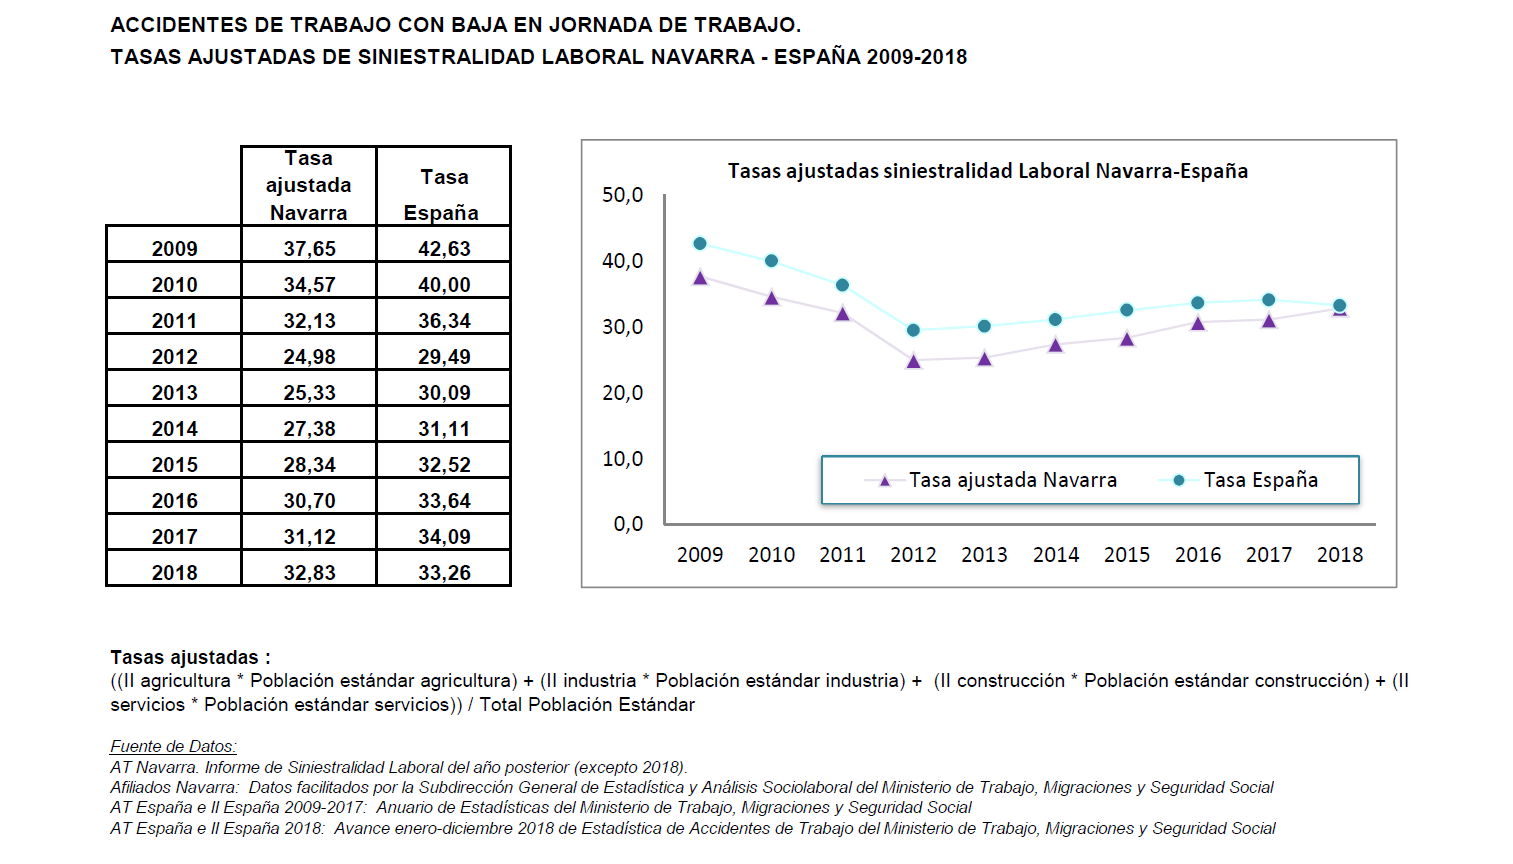 ACCIDENTES DE TRABAJO CON BAJA EN JORNADA DE TRABAJO.
TASAS AJUSTADAS DE SINIESTRALIDAD LABORAL NAVARRA - ESPAÑA 2009-2018
Tasa ajustada Navarra Tasa España
2009 37,65 42,63
2010 34,57 40,00
2011 32,13 36,34
2012 24,98 29,49
2013 25,33 30,09
2014 27,38 31,11
2015 28,34 32,52
2016 30,70 33,64
2017 31,12 34,09
2018 32,83 33,26
Tasas ajustadas siniestralidad Laboral Navarra-España
50,0
40,0
30,0
20,0
10,0
0,0
Tasa ajustada Navarra Tasa España
2009 2010 2011 2012 2013 2014 2015 2016 2017 2018
Tasas ajustadas :
((II agricultura * Población estándar agricultura) + (II industria * Población estándar industria) + (II construcción * Población estándar construcción) + (II
servicios * Población estándar servicios)) / Total Población Estándar
Fuente de Datos:
AT Navarra. Informe de Siniestralidad Laboral del año posterior (excepto 2018).
Afiliados Navarra: Datos facilitados por la Subdirección General de Estadística y Análisis Sociolaboral del Ministerio de Trabajo, Migraciones y Seguridad Social
AT España e II España 2009-2017: Anuario de Estadísticas del Ministerio de Trabajo, Migraciones y Seguridad Social
AT España e II España 2018: Avance enero-diciembre 2018 de Estadística de Accidentes de Trabajo del Ministerio de Trabajo, Migraciones y Seguridad Social